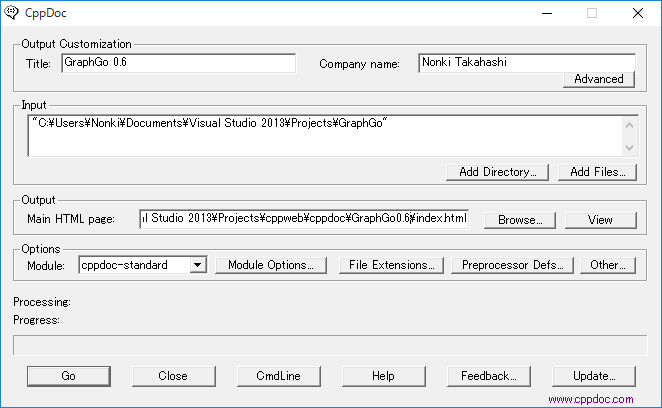 CppDoc
Output Customization
Title: GraphGo 0.6 Company name: Nonki Takahashi
Advanced
Input
"C:¥Users¥Nonki¥Documents¥Visual Studio 2013¥Projects¥GraphGo"
Add Directory... Add Files...
Output
Main HTML page: il Studio 2013¥Projects¥cppweb¥cppdoc¥GraphGo0.6¥index.html Browse... View
Options
Module: cppdoc-standard Module Options... File Extensions... Preprocessor Defs... Other...
Processing:
Progress:
Go Close CmdLine Help Feedback... Update...
www.cppdoc.com